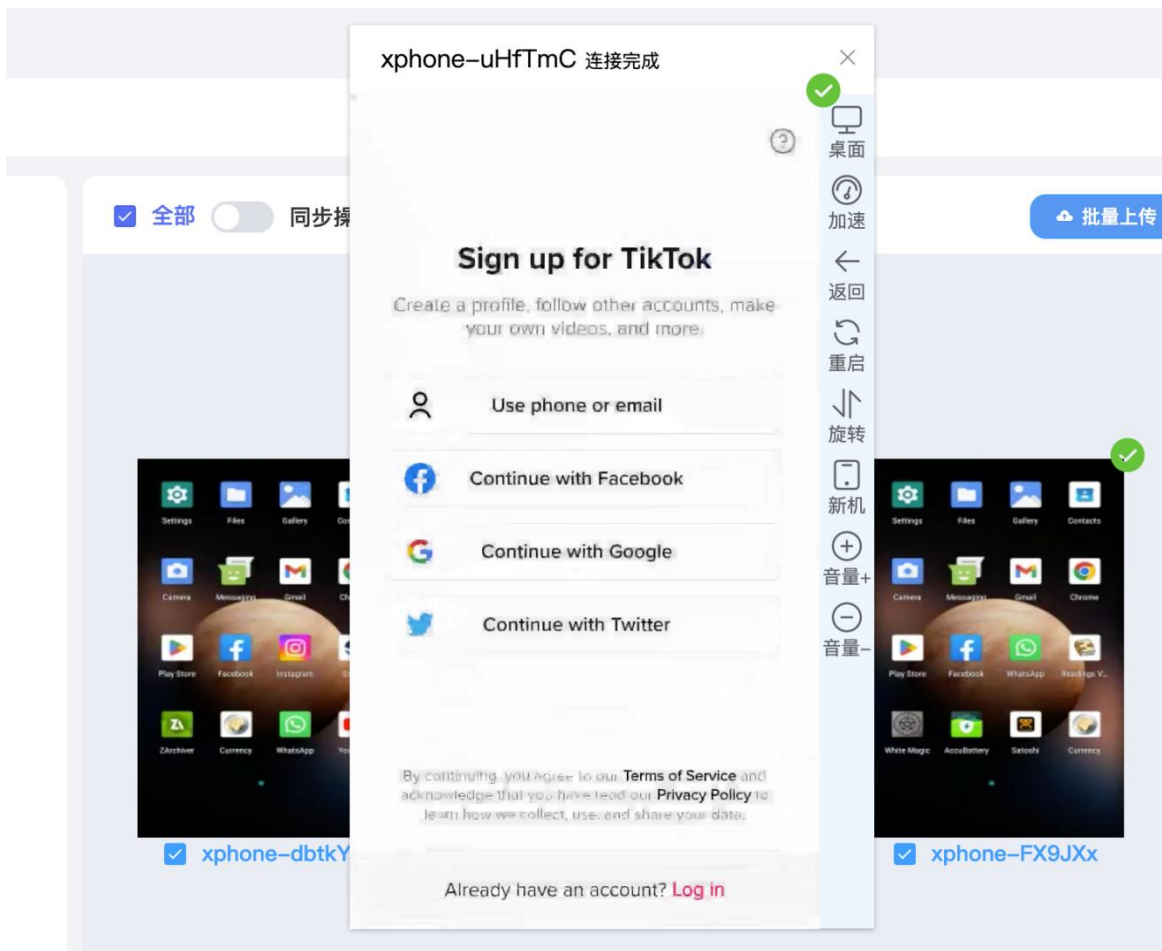 xphone-uHfTmC 连接完成
桌面
加速
返回
重启
旋转
新机
音量+
音量-
全部
同步操
批量上传
Sign up for TikTok
Create a profile, follow other accounts, make
your own videos, and more.
Use phone or email
Continue with Facebook
Continue with Google
Continue with Twitter
By continuing, you agree to our Terms of Service and
acknowledge that you have read our Privacy Policy to
learn how we collect, use, and share your data.
Already have an account? Log in
Settings Files Gallery
Camera Messaging Gmail
Play Store Facebook Instagram
ZArchiver Currency WhatsApp
xphone-dbtkY
Settings Files Gallery Contacts
Camera Messaging Gmail Chrome
Play Store Facebook WhatsApp Readings V...
White Magic AccuBattery Satoshi Currency
xphone-FX9JXx